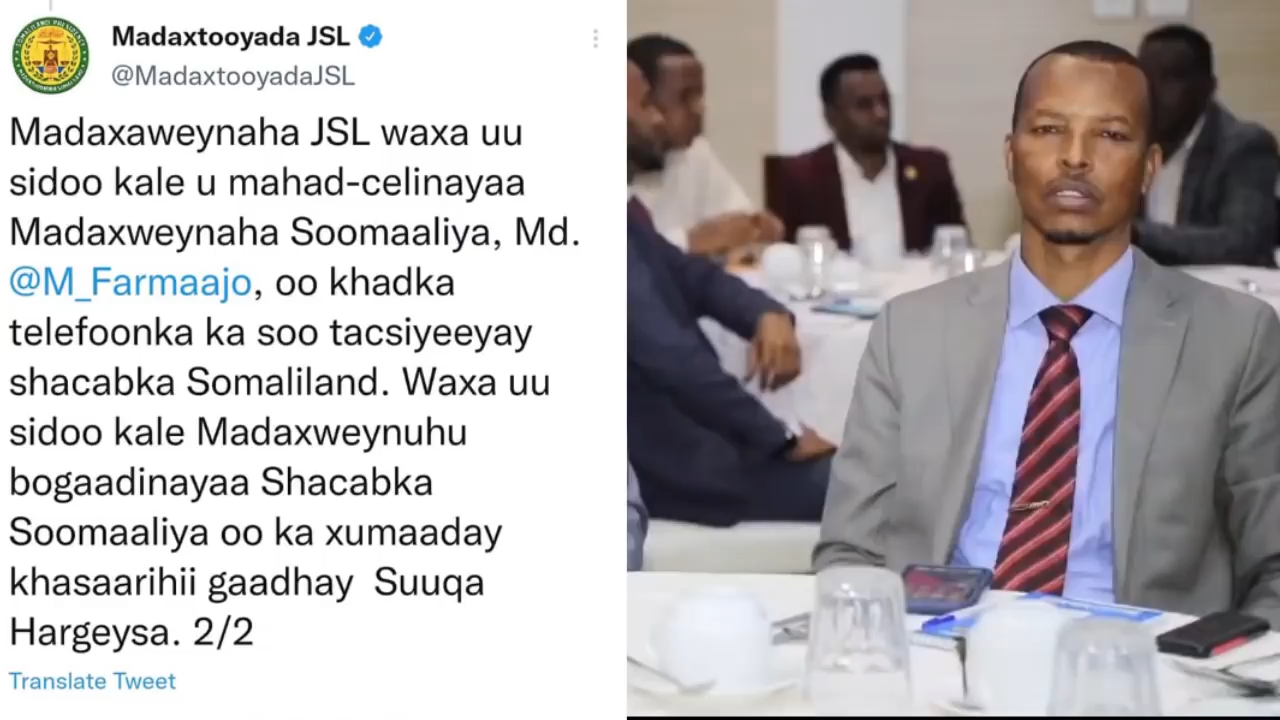 Madaxtooyada JSL
@MadaxtooyadaJSL
Madaxaweynaha JSL waxa uu
sidoo kale u mahad-celinayaa
Madaxweynaha Soomaaliya, Md.
@M_Farmaajo, oo khadka
telefoonka ka soo tacsiyeeyay
shacabka Somaliland. Waxa uu
sidoo kale Madaxweynuhu
bogaadinayaa Shacabka
Soomaaliya oo ka xumaaday
khasaarihii gaadhay Suuqa
Hargeysa. 2/2
Translate Tweet